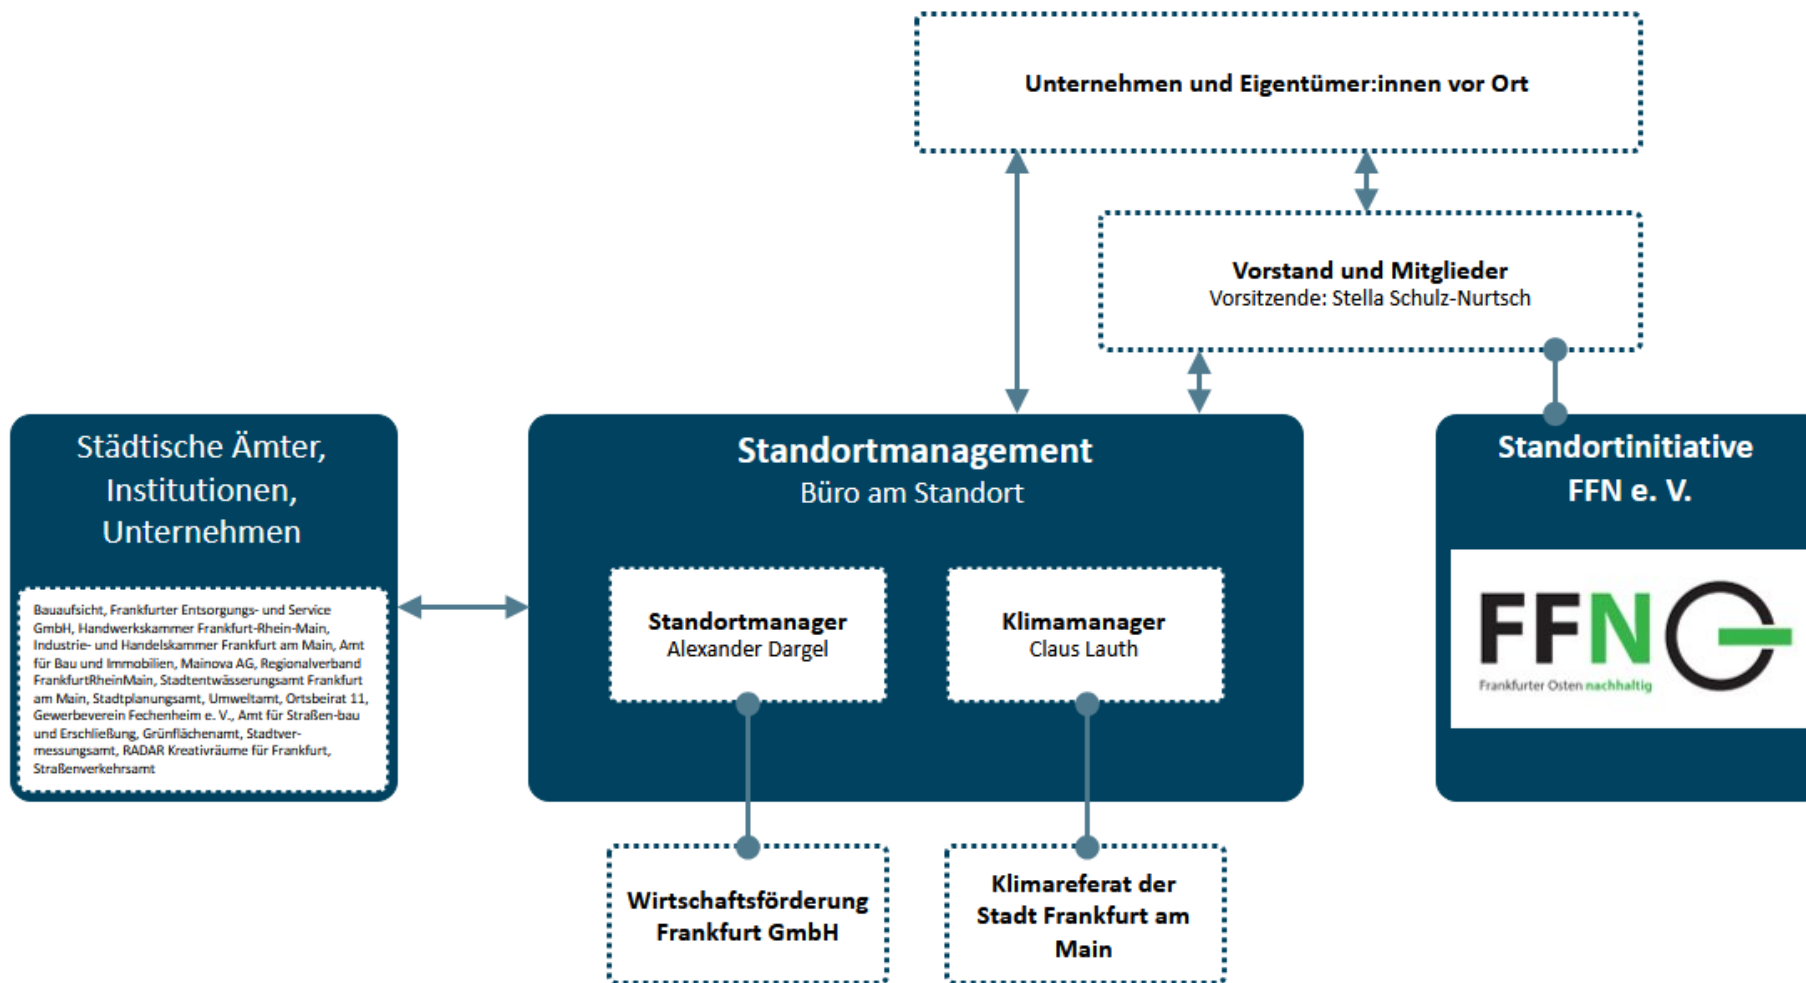 Unternehmen und Eigentümer:innen vor Ort
Vorstand und Mitglieder
Vorsitzende: Stella Schulz-Nurtsch
Städtische Ämter,
Institutionen,
Unternehmen
Bauaufsicht, Frankfurter Entsorgungs- und Service
GmbH, Handwerkskammer Frankfurt-Rhein-Main,
Industrie- und Handelskammer Frankfurt am Main, Amt
für Bau und Immobilien, Mainova AG, Regionalverband
FrankfurtRheinMain, Stadtentwässerungsamt Frankfurt
am Main, Stadtplanungsamt, Umweltamt, Ortsbeirat 11,
Gewerbeverein Fechenheim e. V., Amt für Straßen-bau
und Erschließung, Grünflächenamt, Stadtver-
messungsamt, RADAR Kreativräume für Frankfurt,
Straßenverkehrsamt
Standortmanagement
Büro am Standort
Standortmanager
Alexander Dargel
Klimamanager
Claus Lauth
Standortinitiative
FFN e. V.
FFN
Frankfurter Osten nachhaltig
Wirtschaftsförderung
Frankfurt GmbH
Klimareferat der
Stadt Frankfurt am
Main